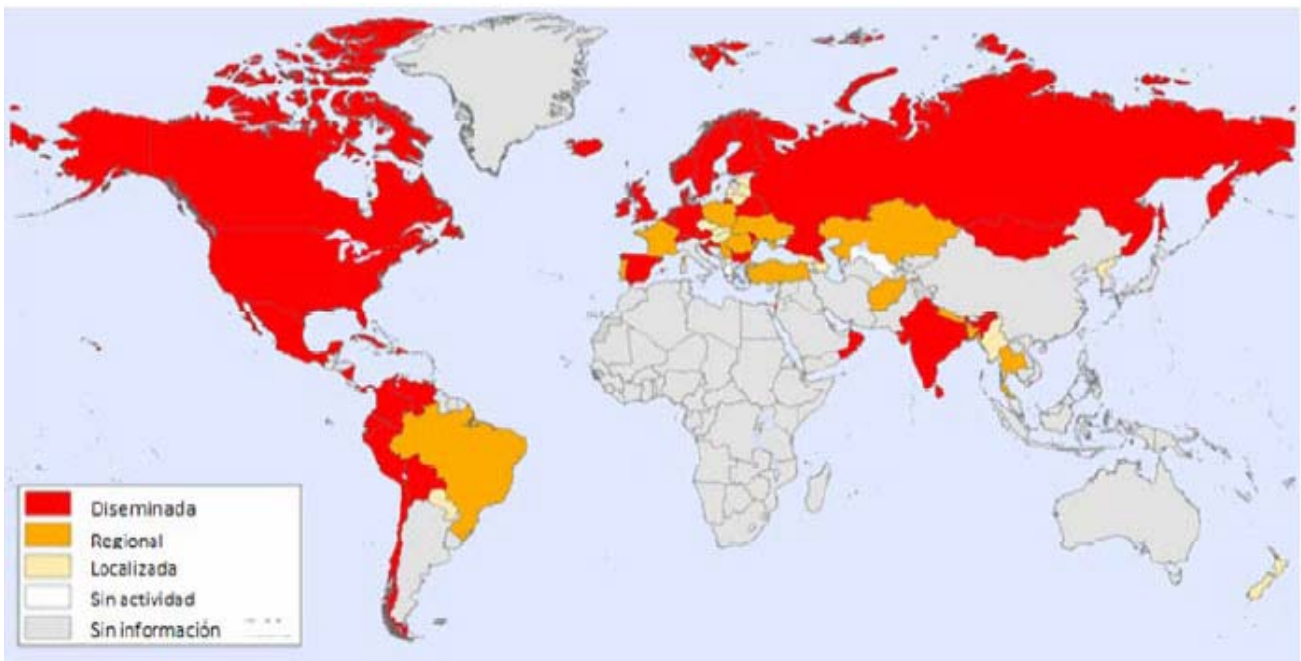 Diseminada
Regional
Localizada
Sin actividad
Sin información